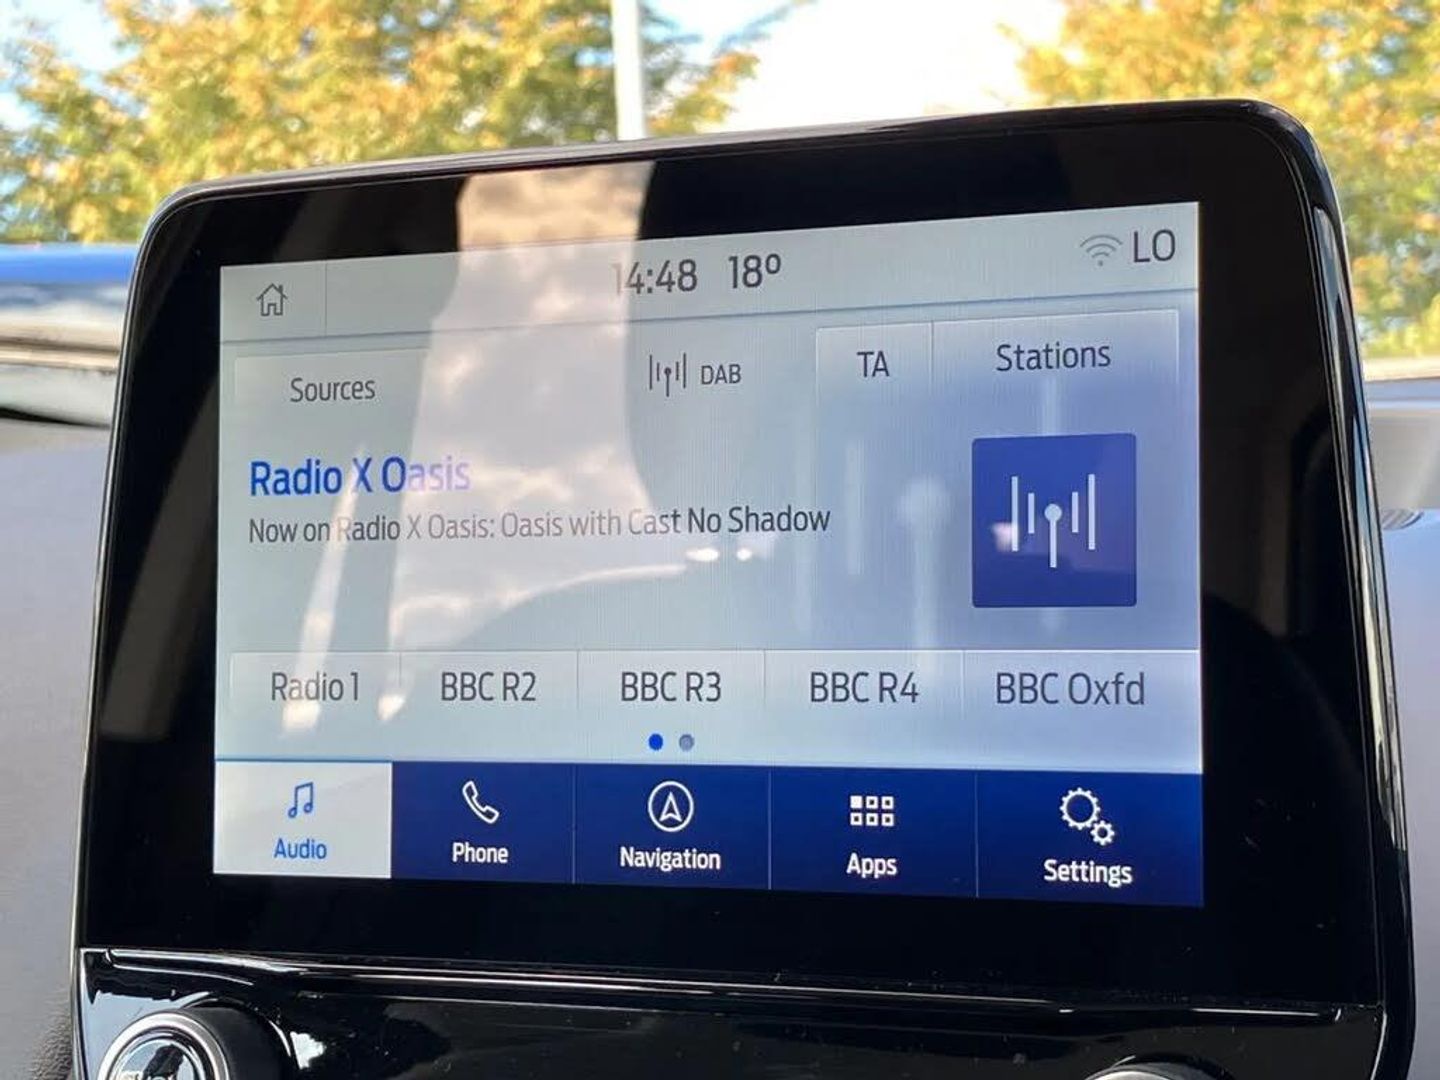 14:48 18º LO
Sources DAB TA Stations
Radio X Oasis
Now on Radio X Oasis: Oasis with Cast No Shadow
Radio 1 BBC R2 BBC R3 BBC R4 BBC Oxfd
Audio Phone Navigation Apps Settings